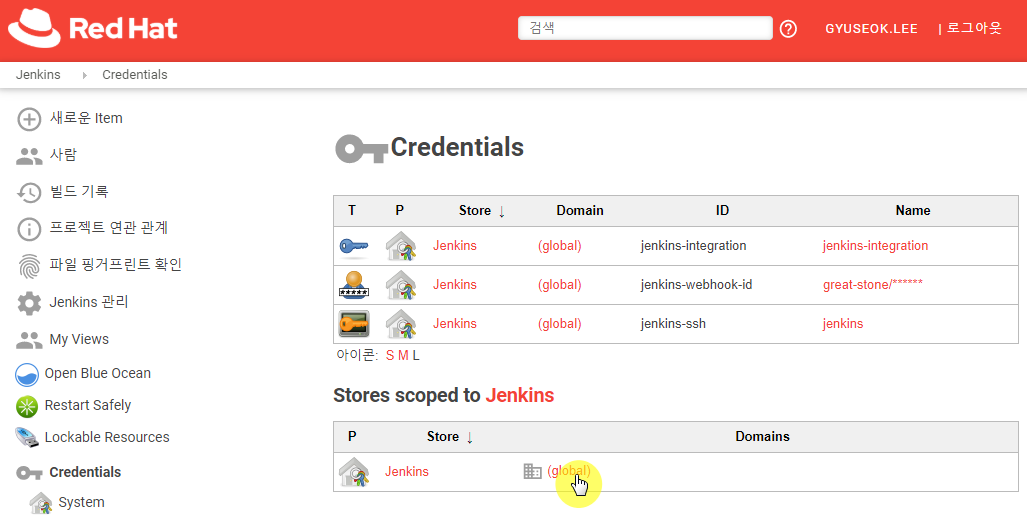 Red Hat
검색
GYUSEOK.LEE
| 로그아웃
Jenkins
Credentials
새로운 Item
사람
빌드 기록
프로젝트 연관 관계
파일 핑거프린트 확인
Jenkins 관리
My Views
Open Blue Ocean
Restart Safely
Lockable Resources
Credentials
System
Credentials
T P Store ↓ Domain ID Name
Jenkins (global) jenkins-integration jenkins-integration
Jenkins (global) jenkins-webhook-id great-stone/******
Jenkins (global) jenkins-ssh jenkins
아이콘: S M L
Stores scoped to Jenkins
P Store ↓ Domains
Jenkins (global)